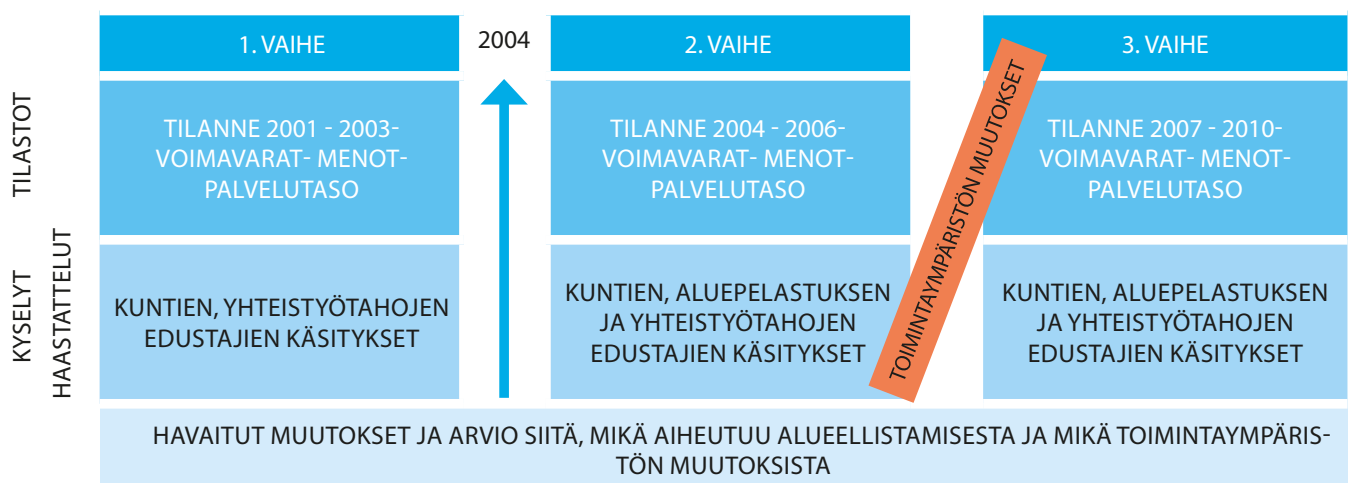 1. VAIHE
2004
2. VAIHE
3. VAIHE
TILASTOT
TILANNE 2001 - 2003-
VOIMAVARAT- MENOT-
PALVELUTASO
TILANNE 2004 - 2006-
VOIMAVARAT- MENOT-
PALVELUTASO
TOIMINTAYMPÄRISTÖN MUUTOKSET
TILANNE 2007 - 2010-
VOIMAVARAT- MENOT-
PALVELUTASO
KYSELYT
HAASTATTELUT
KUNTIEN, YHTEISTYÖTAHOJEN
EDUSTAJIEN KÄSITYKSET
KUNTIEN, ALUEPELASTUKSEN
JA YHTEISTYÖTAHOJEN
EDUSTAJIEN KÄSITYKSET
KUNTIEN, ALUEPELASTUKSEN
JA YHTEISTYÖTAHOJEN
EDUSTAJIEN KÄSITYKSET
HAVAITUT MUUTOKSET JA ARVIO SIITÄ, MIKÄ AIHEUTUU ALUEELLISTAMISESTA JA MIKÄ TOIMINTAYMPÄRIS-
TÖN MUUTOKSISTA